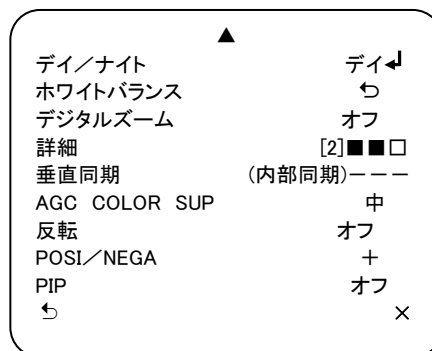 ▲
デイ／ナイト デイ↲
ホワイトバランス ⮌
デジタルズーム オフ
詳細 [2]■■□
垂直同期 (内部同期)－－－
AGC COLOR SUP 中
反転 オフ
POSI／NEGA ＋
PIP オフ
⮌ ×